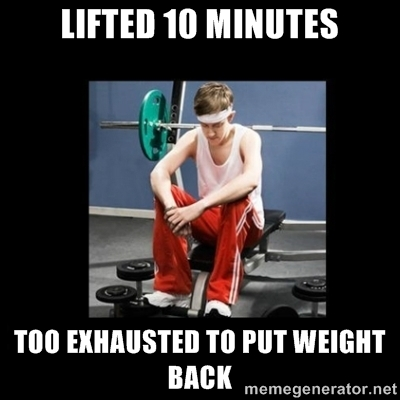 LIFTED 10 MINUTES
TOO EXHAUSTED TO PUT WEIGHT
BACK
memegenerator.net